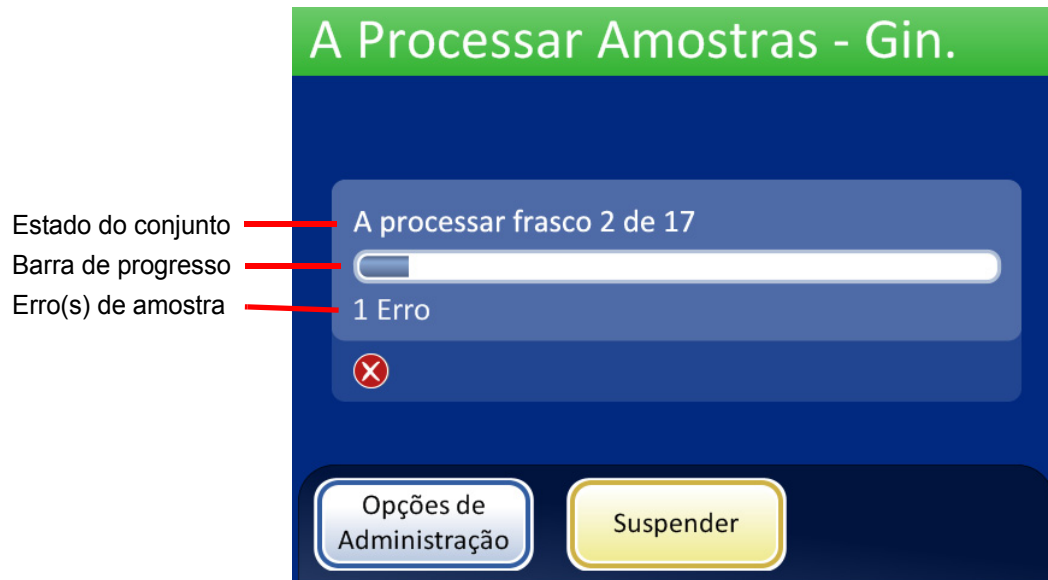 A Processar Amostras - Gin.
Estado do conjunto
A processar frasco 2 de 17
Barra de progresso
Erro(s) de amostra
1 Erro
Opções de
Administração
Suspender